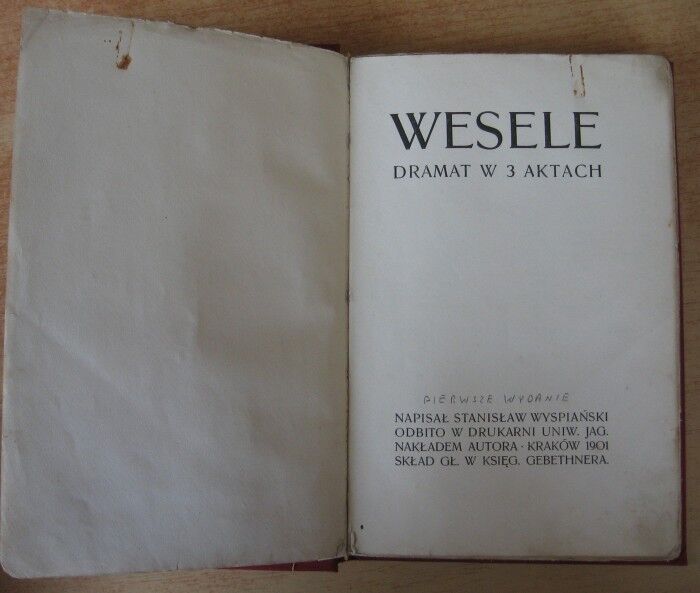 WESELE
DRAMAT W 3 AKTACH
PIERWSZE WYDANIE
NAPISAŁ STANISŁAW WYSPIAŃSKI
ODBITO W DRUKARNI UNIW. JAG.
NAKŁADEM AUTORA · KRAKÓW 1901
SKŁAD GŁ. W KSIĘG. GEBETHNERA.